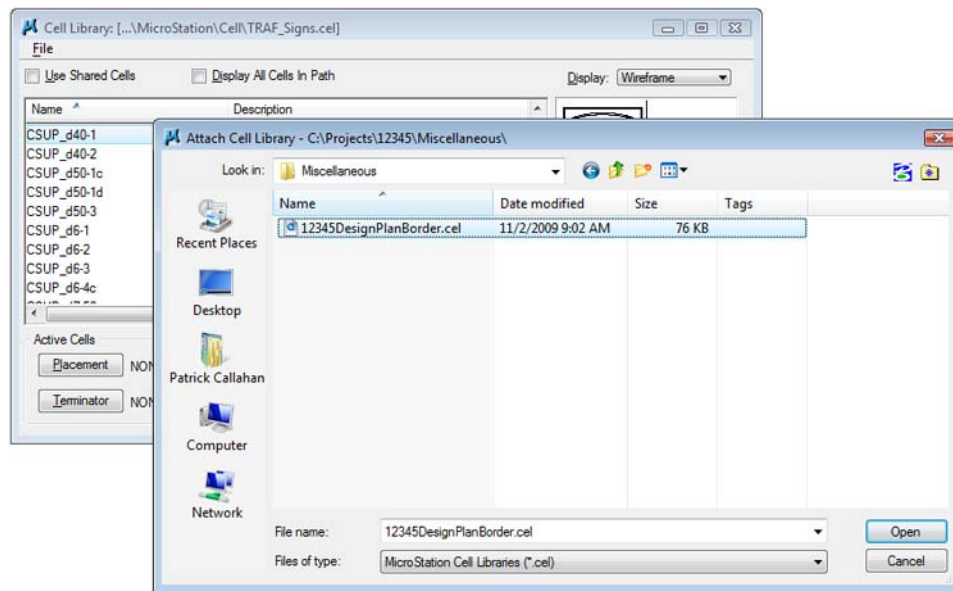 Cell Library: [...\MicroStation\Cell\TRAF_Signs.cel]
File
Use Shared Cells Display All Cells In Path Display: Wireframe
Name Description
CSUP_d40-1
CSUP_d40-2
CSUP_d50-1c
CSUP_d50-1d
CSUP_d50-3
CSUP_d6-1
CSUP_d6-2
CSUP_d6-3
CSUP_d6-4c
Active Cells
Placement NON
Terminator NON
Attach Cell Library - C:\Projects\12345\Miscellaneous\
Look in: Miscellaneous
Name Date modified Size Tags
12345DesignPlanBorder.cel 11/2/2009 9:02 AM 76 KB
Recent Places
Desktop
Patrick Callahan
Computer
Network
File name: 12345DesignPlanBorder.cel Open
Files of type: MicroStation Cell Libraries (*.cel) Cancel